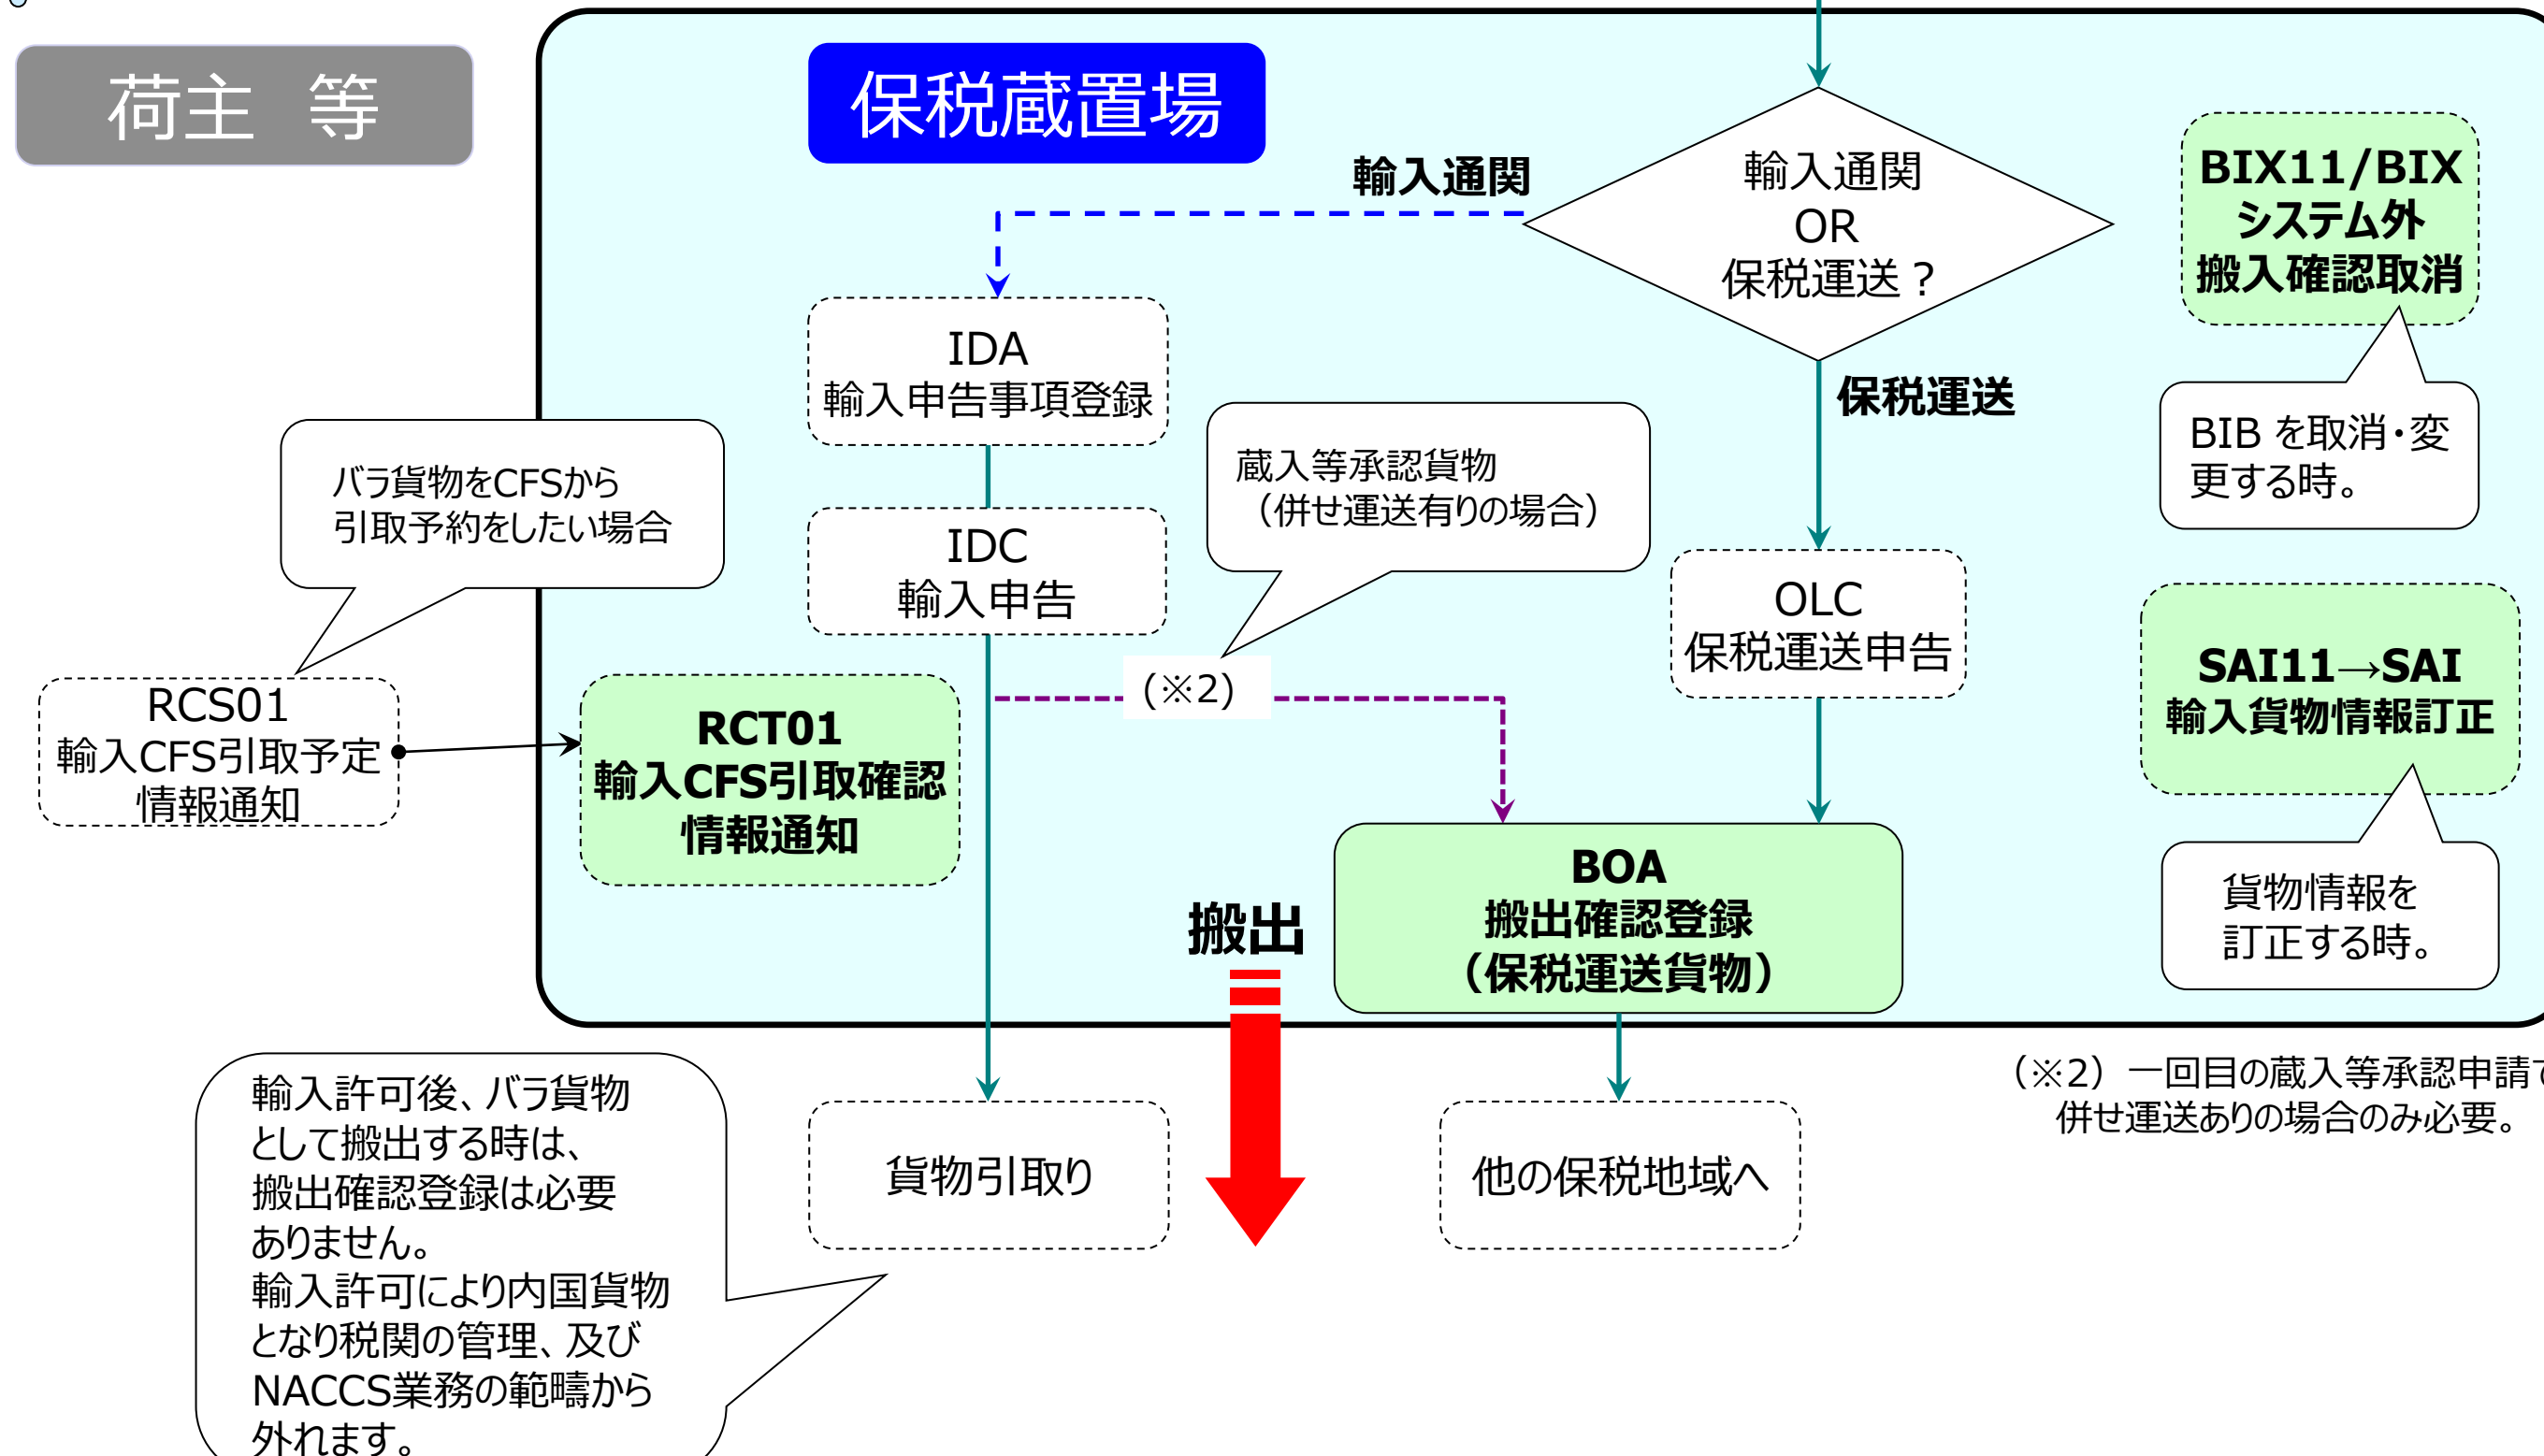 荷主　等
保税蔵置場
輸入通関
輸入通関
OR
保税運送？
BIX11/BIX
システム外
搬入確認取消
IDA
輸入申告事項登録
保税運送
BIB を取消・変
更する時。
バラ貨物をCFSから
引取予約をしたい場合
蔵入等承認貨物
（併せ運送有りの場合）
IDC
輸入申告
OLC
保税運送申告
SAI11→SAI
輸入貨物情報訂正
（※2）
RCS01
輸入CFS引取予定
情報通知
RCT01
輸入CFS引取確認
情報通知
BOA
搬出確認登録
（保税運送貨物）
貨物情報を
訂正する時。
搬出
（※2）一回目の蔵入等承認申請
併せ運送ありの場合のみ必要。
輸入許可後、バラ貨物
として搬出する時は、
搬出確認登録は必要
ありません。
輸入許可により内国貨物
となり税関の管理、及び
NACCS業務の範疇から
外れます。
貨物引取り
他の保税地域へ